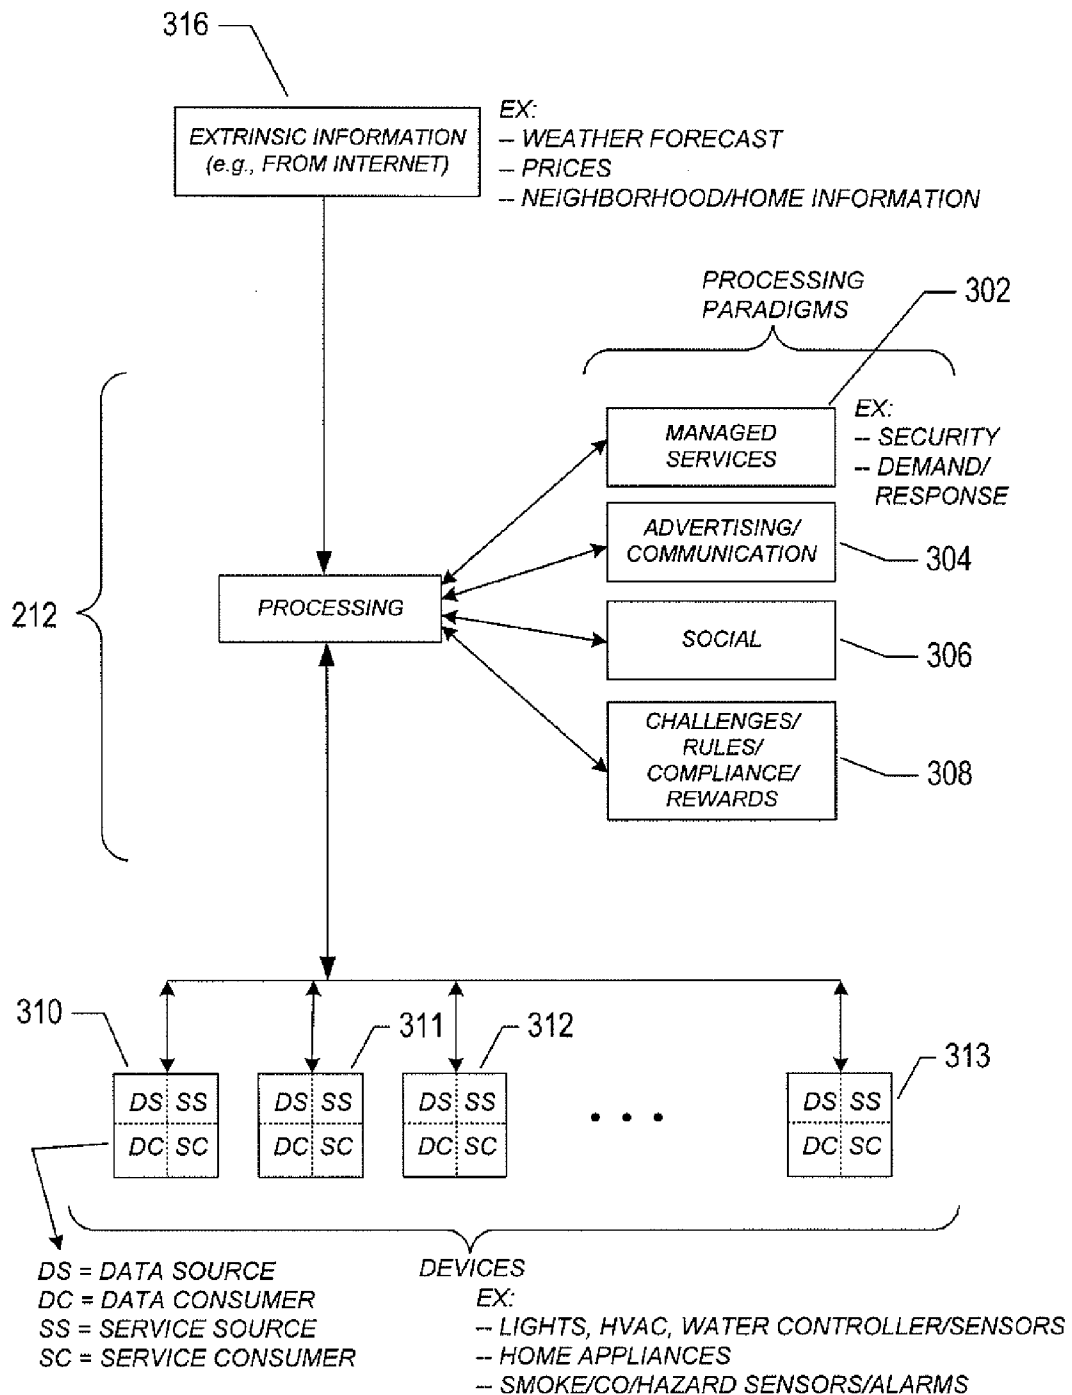 316
EXTRINSIC INFORMATION
(e.g., FROM INTERNET)
EX:
-- WEATHER FORECAST
-- PRICES
-- NEIGHBORHOOD/HOME INFORMATION
PROCESSING
PARADIGMS
302
MANAGED
SERVICES
EX:
-- SECURITY
-- DEMAND/
RESPONSE
ADVERTISING/
COMMUNICATION
304
PROCESSING
212
SOCIAL
306
CHALLENGES/
RULES/
COMPLIANCE/
REWARDS
308
310
311
312
313
DS SS
DC SC
DS SS
DC SC
DS SS
DC SC
DS SS
DC SC
DS = DATA SOURCE
DC = DATA CONSUMER
SS = SERVICE SOURCE
SC = SERVICE CONSUMER
DEVICES
EX:
-- LIGHTS, HVAC, WATER CONTROLLER/SENSORS
-- HOME APPLIANCES
-- SMOKE/CO/HAZARD SENSORS/ALARMS